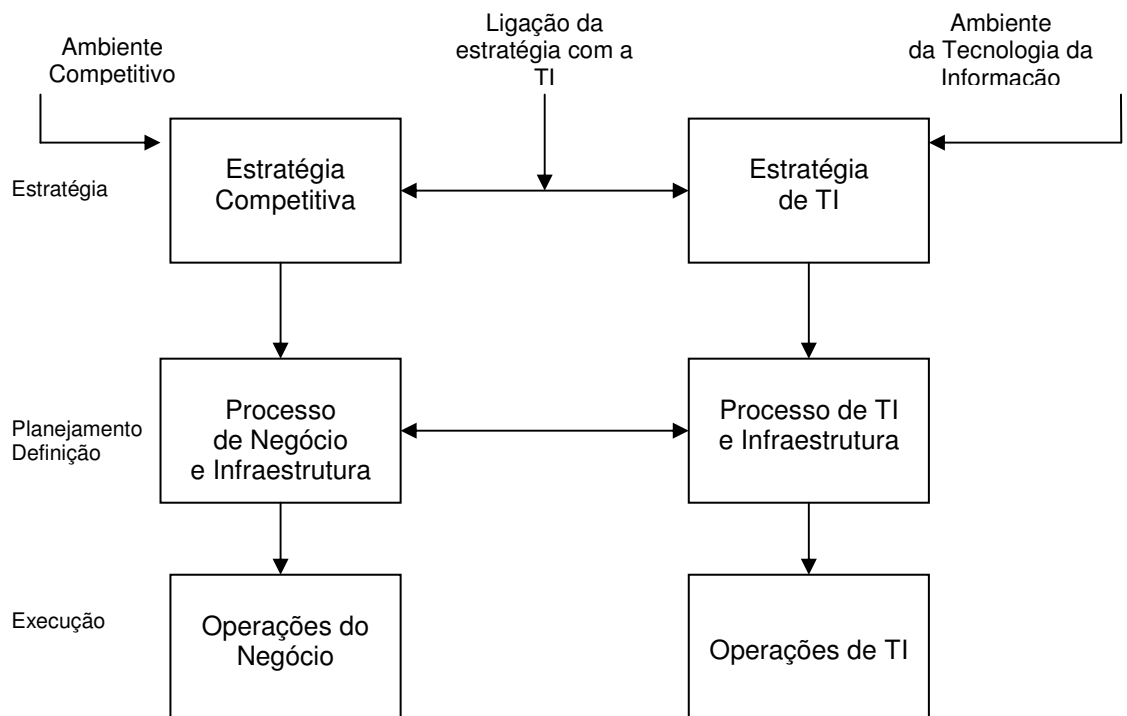 Ambiente
Competitivo
Ligação da
estratégia com a
TI
Ambiente
da Tecnologia da
Informação
Estratégia
Estratégia
Competitiva
Estratégia
de TI
Planejamento
Definição
Processo
de Negócio
e Infraestrutura
Processo de TI
e Infraestrutura
Execução
Operações do
Negócio
Operações de TI